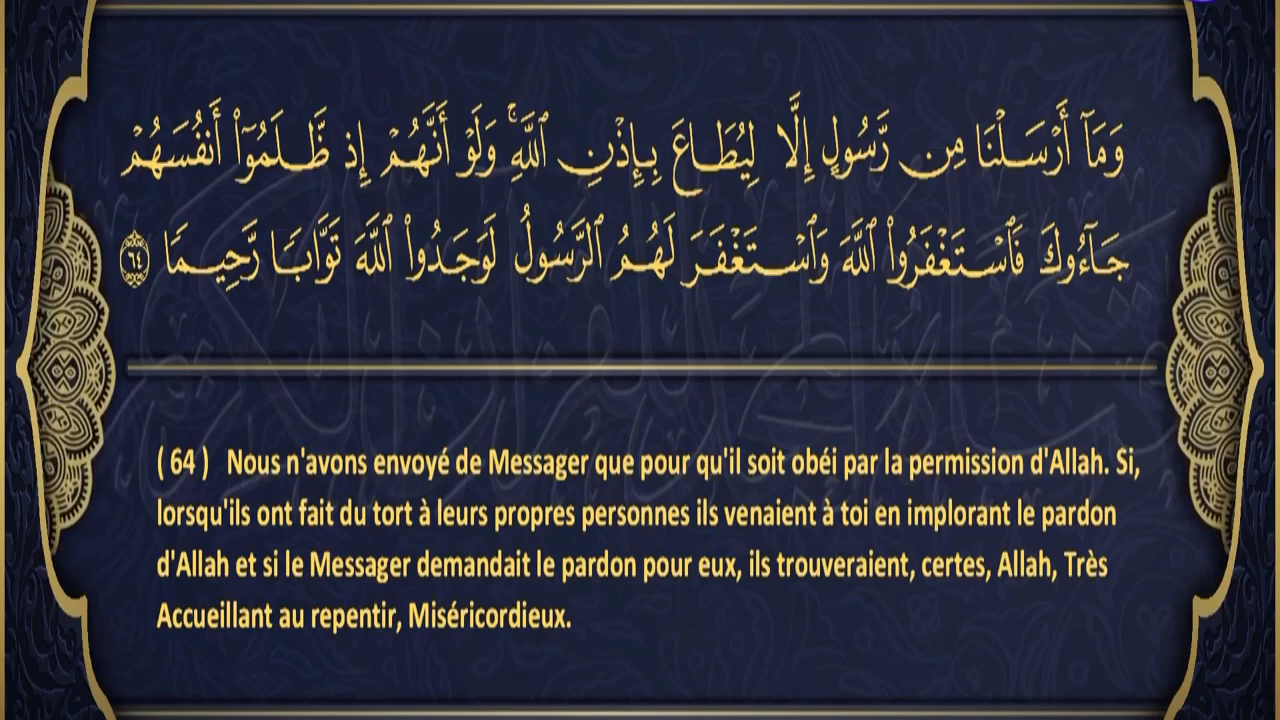 وَمَآ أَرۡسَلۡنَا مِن رَّسُولٍ إِلَّا لِيُطَاعَ بِإِذۡنِ ٱللَّهِۚ وَلَوۡ أَنَّهُمۡ إِذ ظَّلَمُوٓاْ أَنفُسَهُمۡ
جَآءُوكَ فَٱسۡتَغۡفَرُواْ ٱللَّهَ وَٱسۡتَغۡفَرَ لَهُمُ ٱلرَّسُولُ لَوَجَدُواْ ٱللَّهَ تَوَّابٗا رَّحِيمٗا ٦٤
( 64 ) Nous n'avons envoyé de Messager que pour qu'il soit obéi par la permission d'Allah. Si,
lorsqu'ils ont fait du tort à leurs propres personnes ils venaient à toi en implorant le pardon
d'Allah et si le Messager demandait le pardon pour eux, ils trouveraient, certes, Allah, Très
Accueillant au repentir, Miséricordieux.